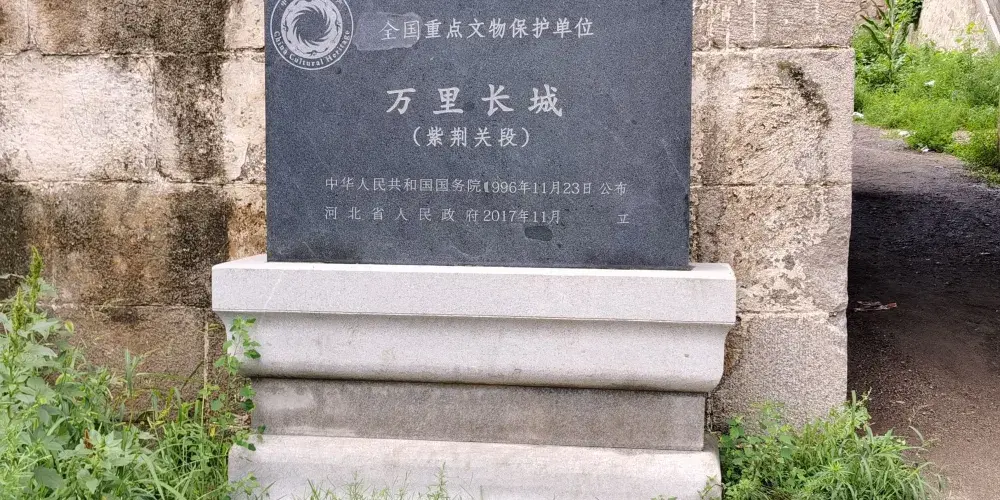 China Cultural Heritage
全国重点文物保护单位
万里长城
（紫荆关段）
中华人民共和国国务院1996年11月23日公布
河北省人民政府2017年11月 立